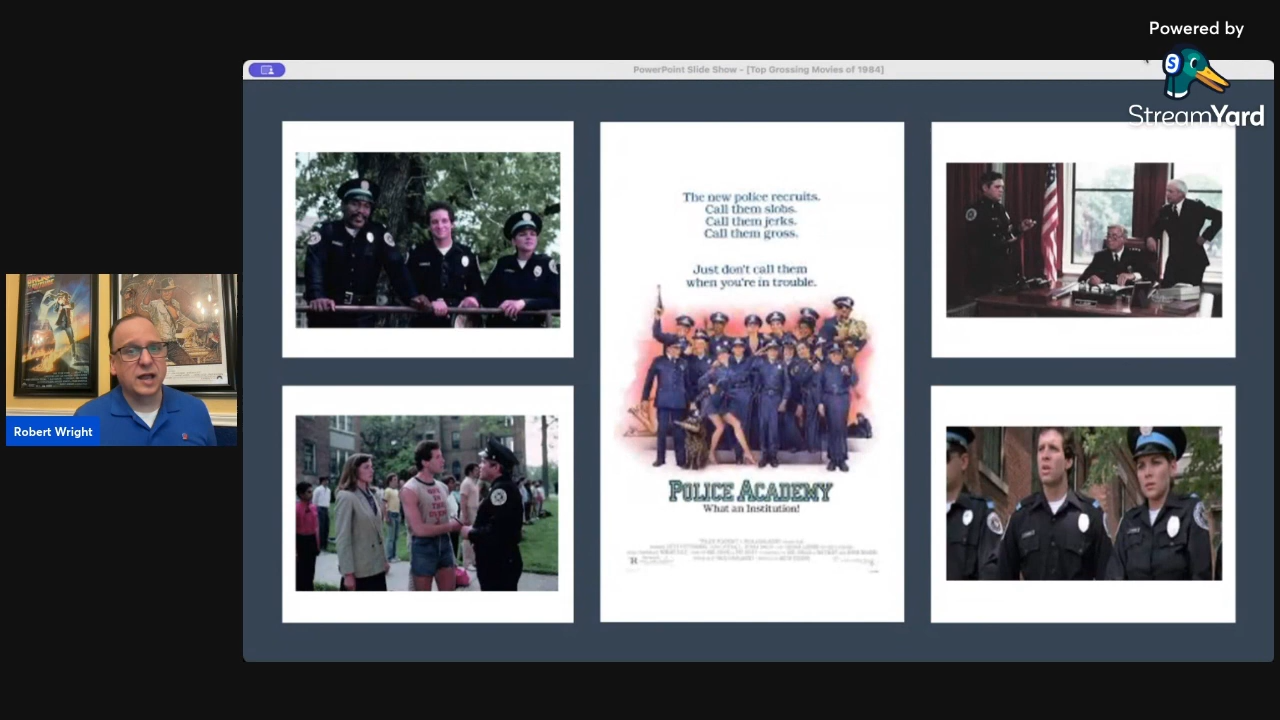 Powered by
StreamYard
PowerPoint Slide Show - [Top Grossing Movies of 1984]
The new police recruits.
Call them slobs.
Call them jerks.
Call them gross.
Just don't call them
when you're in trouble.
POLICE ACADEMY
What an Institution!
R
Robert Wright